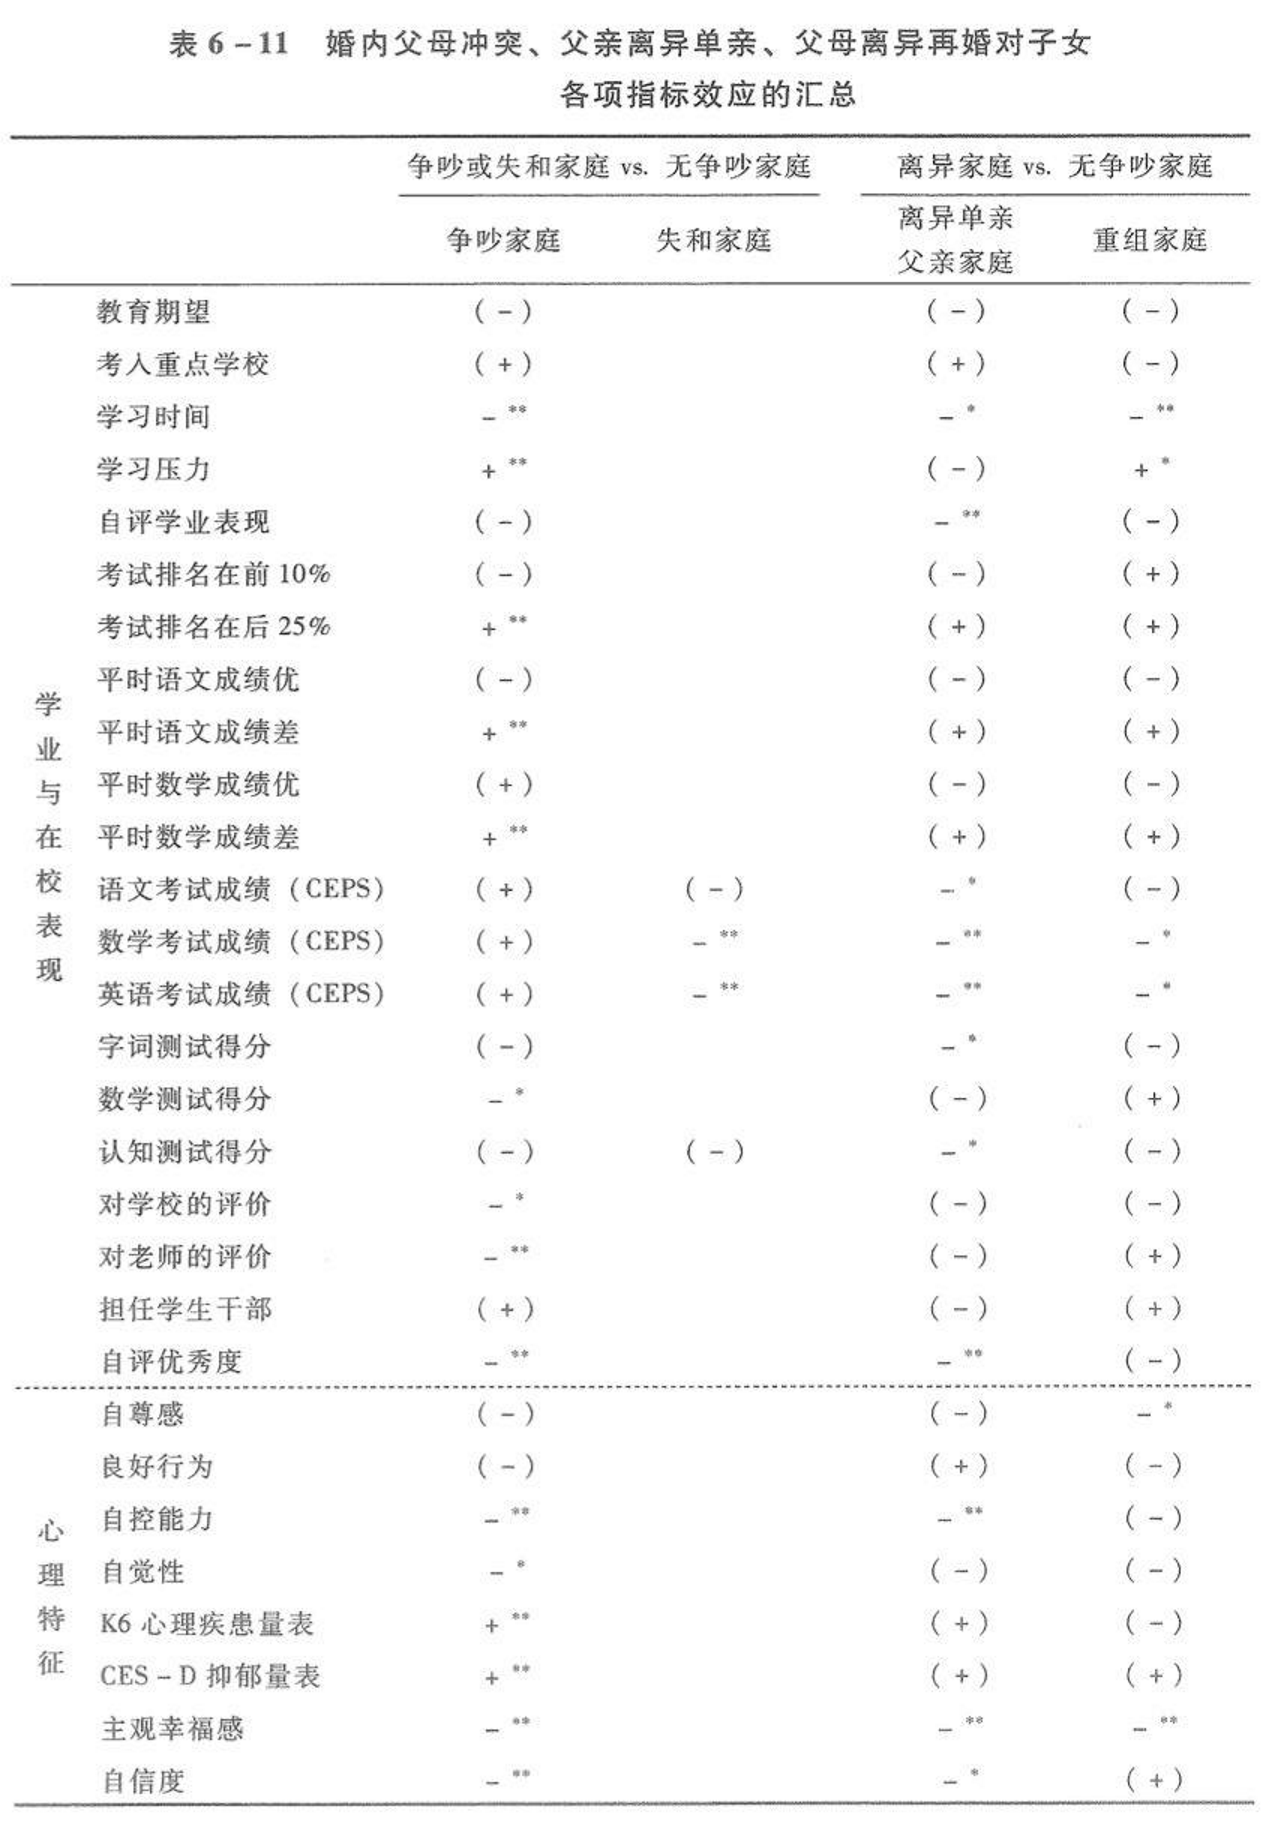 表 6－11　婚内父母冲突、父亲离异单亲、父母离异再婚对子女
各项指标效应的汇总
争吵或失和家庭 vs. 无争吵家庭　离异家庭 vs. 无争吵家庭
争吵家庭　失和家庭　离异单亲父亲家庭　重组家庭
学业与在校表现
教育期望　(-)　(-)　(-)
考入重点学校　(+)　(+)　(-)
学习时间　-**　-*　-**
学习压力　+**　(-)　+*
自评学业表现　(-)　-**　(-)
考试排名在前 10%　(-)　(-)　(+)
考试排名在后 25%　+**　(+)　(+)
平时语文成绩优　(-)　(-)　(-)
平时语文成绩差　+**　(+)　(+)
平时数学成绩优　(+)　(-)　(-)
平时数学成绩差　+**　(+)　(+)
语文考试成绩（CEPS）　(+)　(-)　-*　(-)
数学考试成绩（CEPS）　(+)　-**　-**　-*
英语考试成绩（CEPS）　(+)　-**　-**　-*
字词测试得分　(-)　-*　(-)
数学测试得分　-*　(-)　(+)
认知测试得分　(-)　(-)　-*　(-)
对学校的评价　-*　(-)　(-)
对老师的评价　-**　(-)　(+)
担任学生干部　(+)　(-)　(+)
自评优秀度　-**　-**　(-)
心理特征
自尊感　(-)　(-)　-*
良好行为　(-)　(+)　(-)
自控能力　-**　-**　(-)
自觉性　-*　(-)　(-)
K6 心理疾患量表　+**　(+)　(-)
CES－D 抑郁量表　+**　(+)　(+)
主观幸福感　-**　-**　-**
自信度　-**　-*　(+)